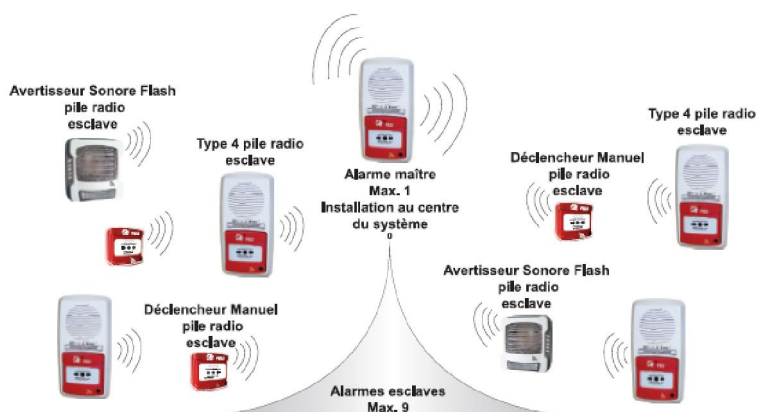 Avertisseur Sonore Flash
pile radio
esclave
Type 4 pile radio
esclave
Alarme maître
Max. 1
Installation au centre
du système
0
Déclencheur Manuel
pile radio
esclave
Type 4 pile radio
esclave
Déclencheur Manuel
pile radio
esclave
Avertisseur Sonore Flash
pile radio
esclave
Alarmes esclaves
Max. 9